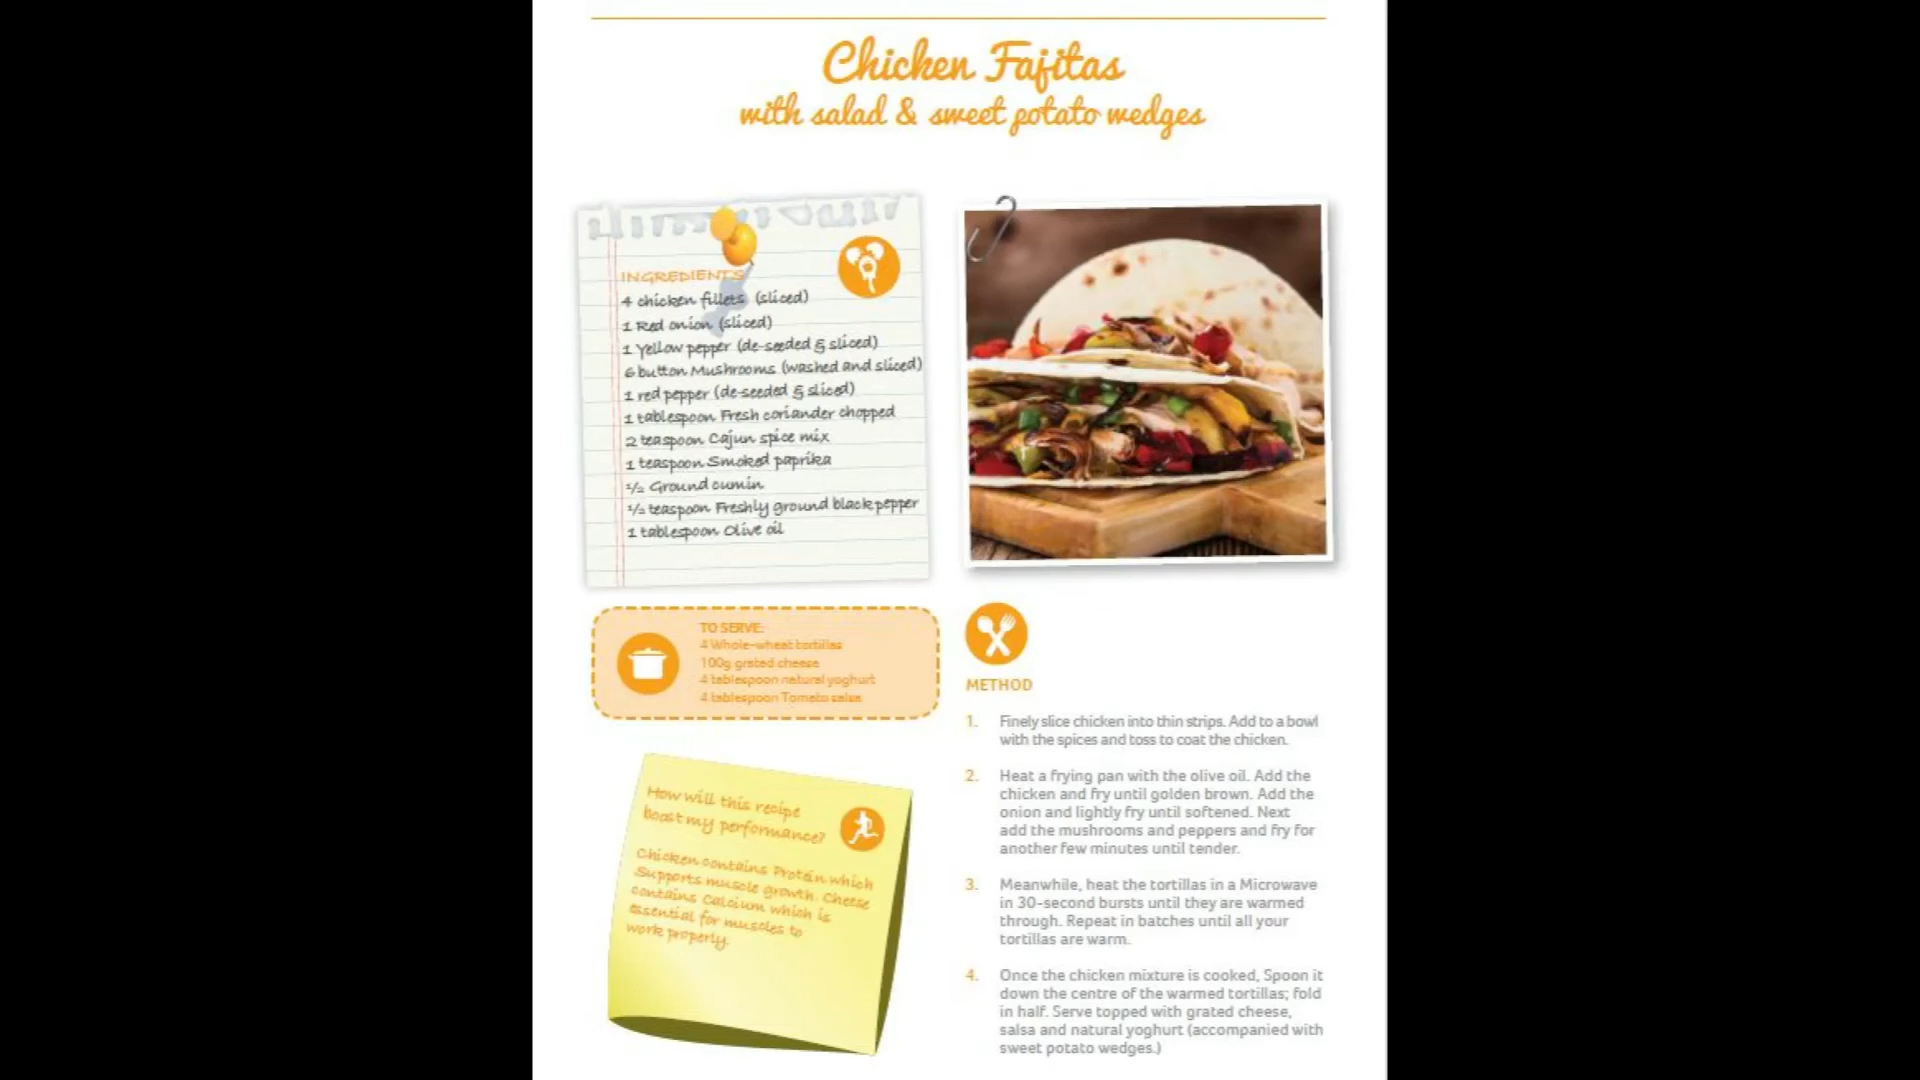 Chicken Fajitas
with salad & sweet potato wedges
INGREDIENTS
4 chicken fillets (sliced)
1 Red onion (sliced)
1 Yellow pepper (de-seeded & sliced)
6 button Mushrooms (washed and sliced)
1 red pepper (de-seeded & sliced)
1 tablespoon Fresh coriander chopped
2 teaspoon Cajun spice mix
1 teaspoon Smoked paprika
1/2 Ground cumin
1/2 teaspoon Freshly ground black pepper
1 tablespoon Olive oil
TO SERVE:
4 Whole-wheat tortillas
100g grated cheese
4 tablespoon natural yoghurt
4 tablespoon Tomato salsa
How will this recipe
boost my performance?
Chicken contains Protein which
Supports muscle growth. Cheese
contains Calcium which is
essential for muscles to
work properly.
METHOD
1. Finely slice chicken into thin strips. Add to a bowl
with the spices and toss to coat the chicken.
2. Heat a frying pan with the olive oil. Add the
chicken and fry until golden brown. Add the
onion and lightly fry until softened. Next
add the mushrooms and peppers and fry for
another few minutes until tender.
3. Meanwhile, heat the tortillas in a Microwave
in 30-second bursts until they are warmed
through. Repeat in batches until all your
tortillas are warm.
4. Once the chicken mixture is cooked, Spoon it
down the centre of the warmed tortillas; fold
in half. Serve topped with grated cheese,
salsa and natural yoghurt (accompanied with
sweet potato wedges.)